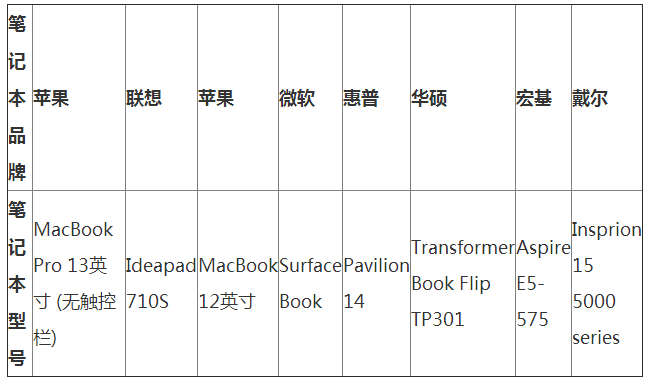 笔记本品牌
苹果
联想
苹果
微软
惠普
华硕
宏基
戴尔
笔记本型号
MacBook
Pro 13英
寸 (无触控
栏)
Ideapad
710S
MacBook
12英寸
Surface
Book
Pavilion
14
Transformer
Book Flip
TP301
Aspire
E5-
575
Insprion
15
5000
series